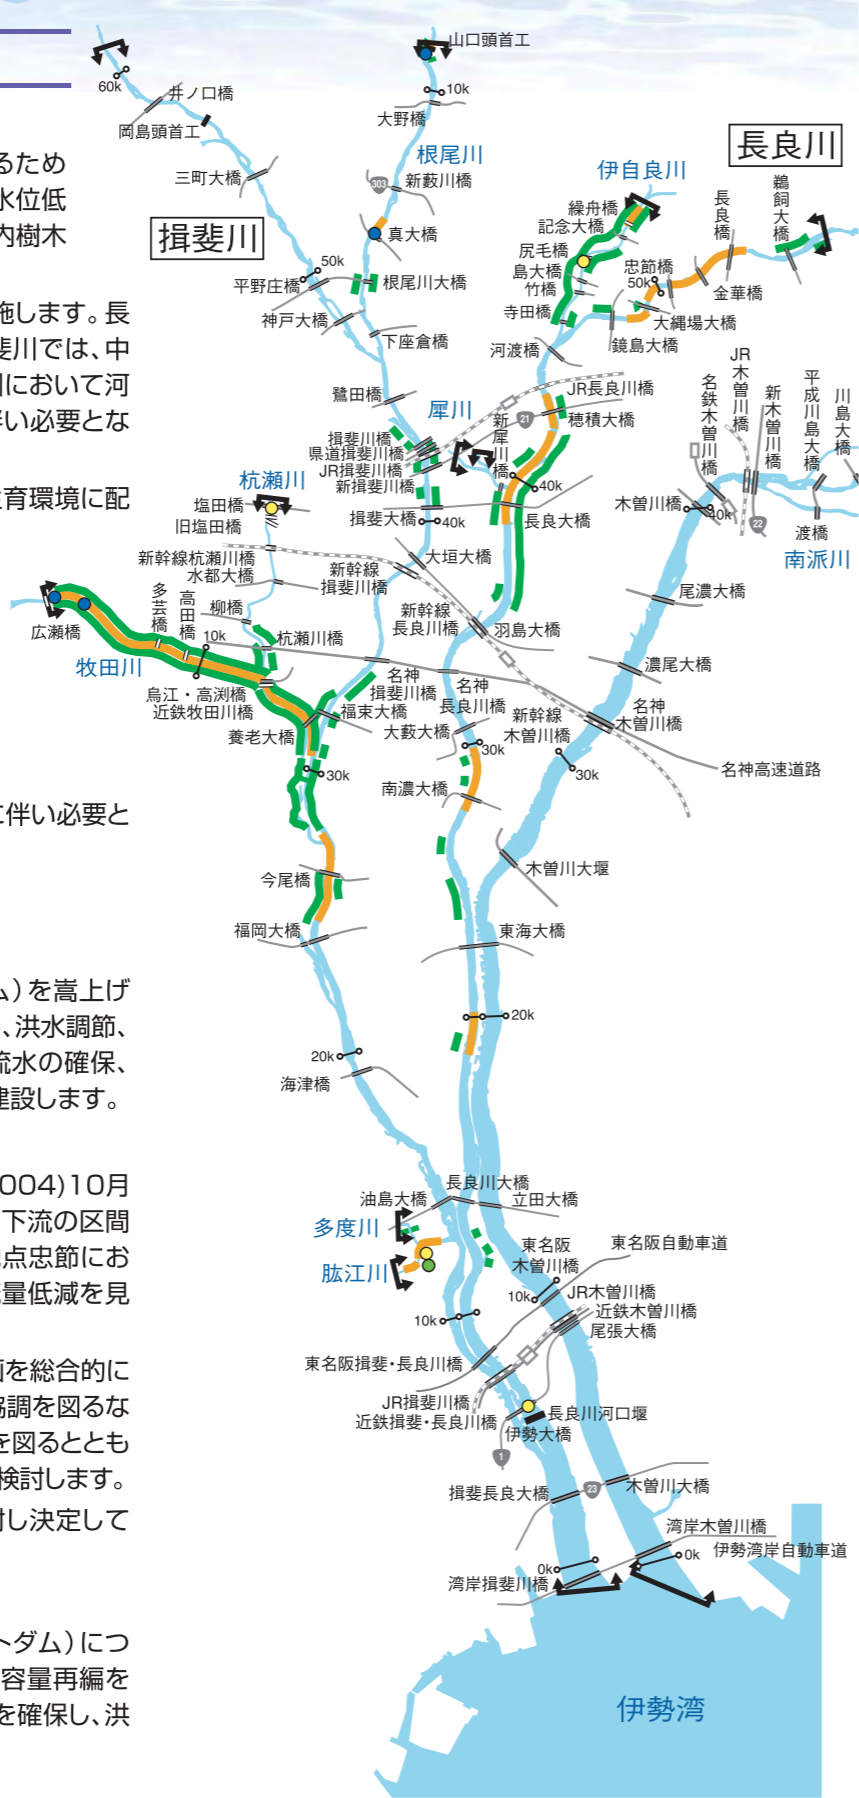 るため
水位低
内樹木
施します。長
斐川では、中
川において河
伴い必要とな
生育環境に配
に伴い必要と
ム）を嵩上げ
、洪水調節、
流水の確保、
建設します。
004)10月
下流の区間
地点忠節にお
流量低減を見
画を総合的に
協調を図るな
を図るととも
検討します。
討し決定して
トダム）につ
容量再編を
を確保し、洪
山口頭首工
60k
井ノ口橋
10k
岡島頭首工
大野橋
長良川
根尾川
伊自良川
三町大橋
303
新藪川橋
繰舟橋
記念大橋
長良橋
鵜飼大橋
揖斐川
真大橋
尻毛橋
島大橋
忠節橋
50k
50k
平野庄橋
根尾川大橋
竹橋
金華橋
神戸大橋
寺田橋
大縄場大橋
下座倉橋
河渡橋
鏡島大橋
JR木曽川橋
鷺田橋
JR長良川橋
名鉄木曽川橋
新木曽川橋
平成川島大橋
川島大橋
犀川
新犀川橋
21
穂積大橋
揖斐川橋
県道揖斐川橋
JR揖斐川橋
新揖斐川橋
杭瀬川
塩田橋
旧塩田橋
揖斐大橋
40k
40k
長良大橋
木曽川橋
40k
22
渡橋
南派川
新幹線杭瀬川橋
水都大橋
新幹線
揖斐川橋
大垣大橋
尾濃大橋
広瀬橋
多芸橋
高田橋
柳橋
新幹線
長良川橋
羽島大橋
10k
杭瀬川橋
牧田川
濃尾大橋
烏江・高渕橋
近鉄牧田川橋
名神
揖斐川橋
名神
長良川橋
新幹線
木曽川橋
名神
木曽川橋
福束大橋
養老大橋
大藪大橋
30k
30k
30k
名神高速道路
南濃大橋
今尾橋
木曽川大堰
福岡大橋
東海大橋
20k
20k
海津橋
長良川大橋
油島大橋
立田大橋
多度川
東名阪
木曽川橋
東名阪自動車道
肱江川
10k
JR木曽川橋
近鉄木曽川橋
尾張大橋
10k
東名阪揖斐・長良川橋
JR揖斐川橋
近鉄揖斐・長良川橋
長良川河口堰
伊勢大橋
1
揖斐長良大橋
23
木曽川大橋
湾岸木曽川橋
0k
0k
伊勢湾岸自動車道
湾岸揖斐川橋
伊勢湾